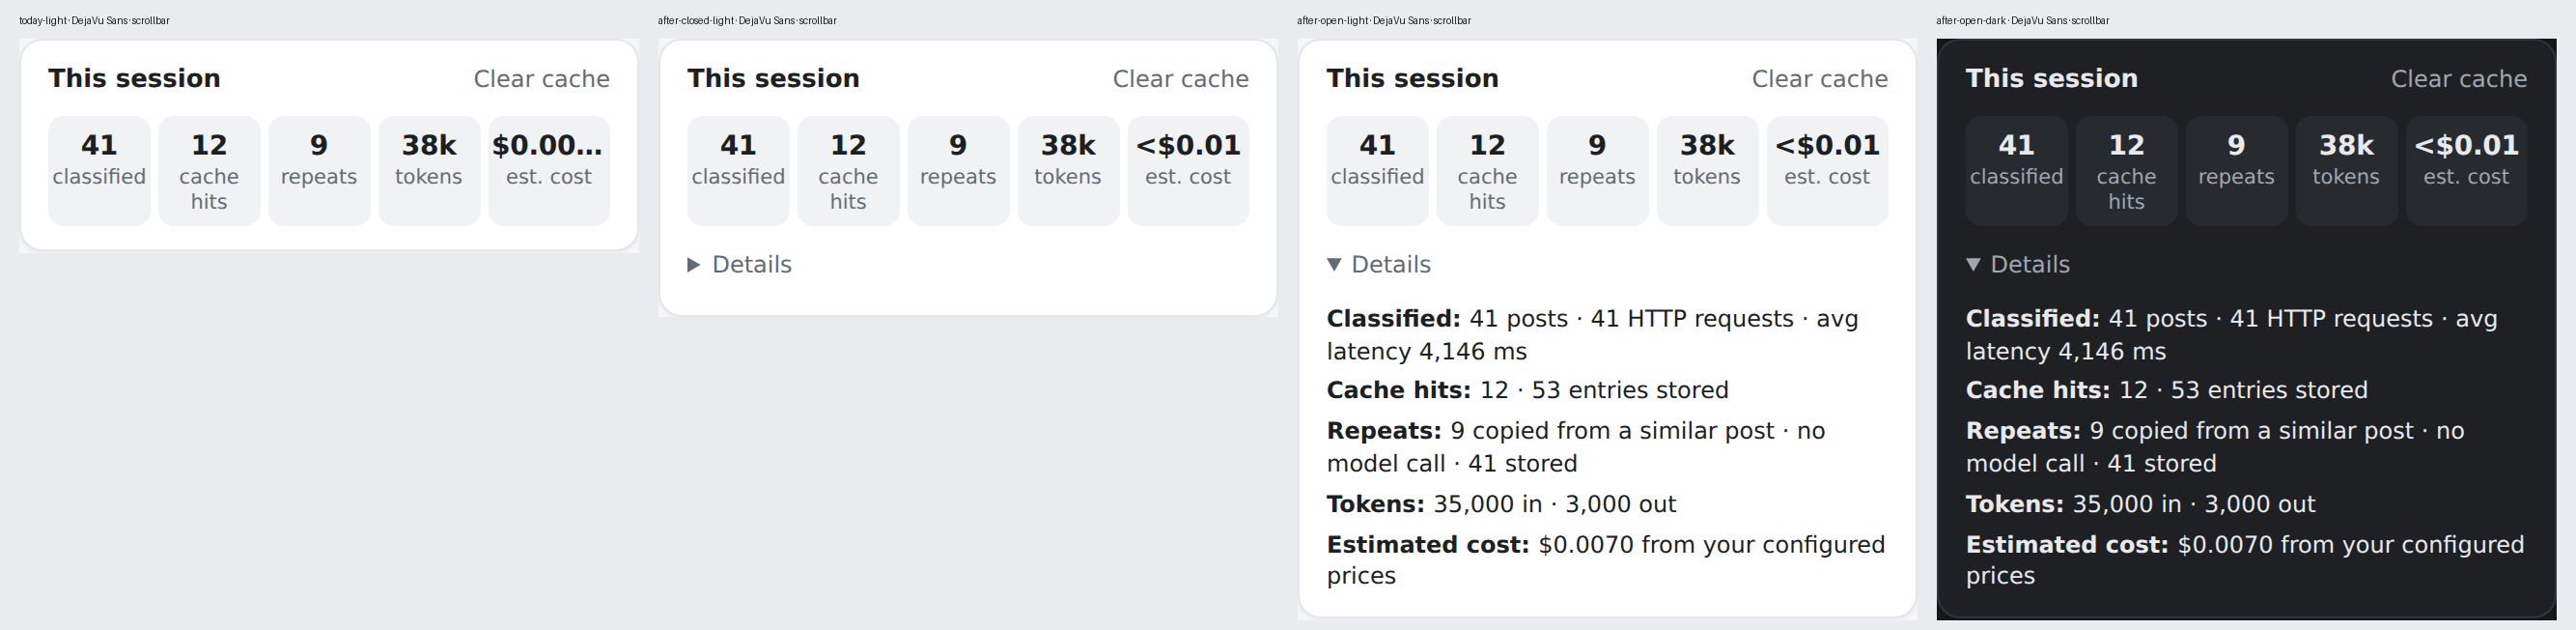 today-light · DejaVu Sans · scrollbar
This session
Clear cache
41
classified
12
cache
hits
9
repeats
38k
tokens
$0.00…
est. cost
after-closed-light · DejaVu Sans · scrollbar
This session
Clear cache
41
classified
12
cache
hits
9
repeats
38k
tokens
<$0.01
est. cost
▶ Details
after-open-light · DejaVu Sans · scrollbar
This session
Clear cache
41
classified
12
cache
hits
9
repeats
38k
tokens
<$0.01
est. cost
▼ Details
Classified: 41 posts · 41 HTTP requests · avg
latency 4,146 ms
Cache hits: 12 · 53 entries stored
Repeats: 9 copied from a similar post · no
model call · 41 stored
Tokens: 35,000 in · 3,000 out
Estimated cost: $0.0070 from your configured
prices
after-open-dark · DejaVu Sans · scrollbar
This session
Clear cache
41
classified
12
cache
hits
9
repeats
38k
tokens
<$0.01
est. cost
▼ Details
Classified: 41 posts · 41 HTTP requests · avg
latency 4,146 ms
Cache hits: 12 · 53 entries stored
Repeats: 9 copied from a similar post · no
model call · 41 stored
Tokens: 35,000 in · 3,000 out
Estimated cost: $0.0070 from your configured
prices